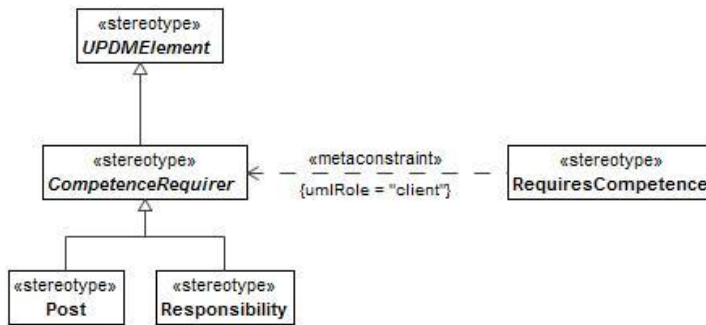 «stereotype»
UPDMElement
«stereotype»
CompetenceRequirer
«metaconstraint»
{umlRole = "client"}
«stereotype»
RequiresCompetence
«stereotype»
Post
«stereotype»
Responsibility